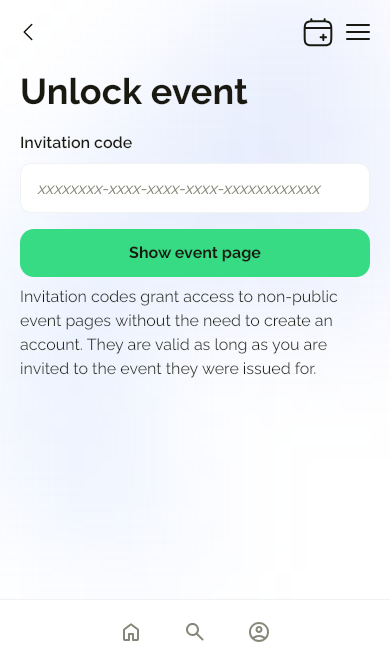 Unlock event
Invitation code
xxxxxxxx-xxxx-xxxx-xxxx-xxxxxxxxxxxx
Show event page
Invitation codes grant access to non-public
event pages without the need to create an
account. They are valid as long as you are
invited to the event they were issued for.